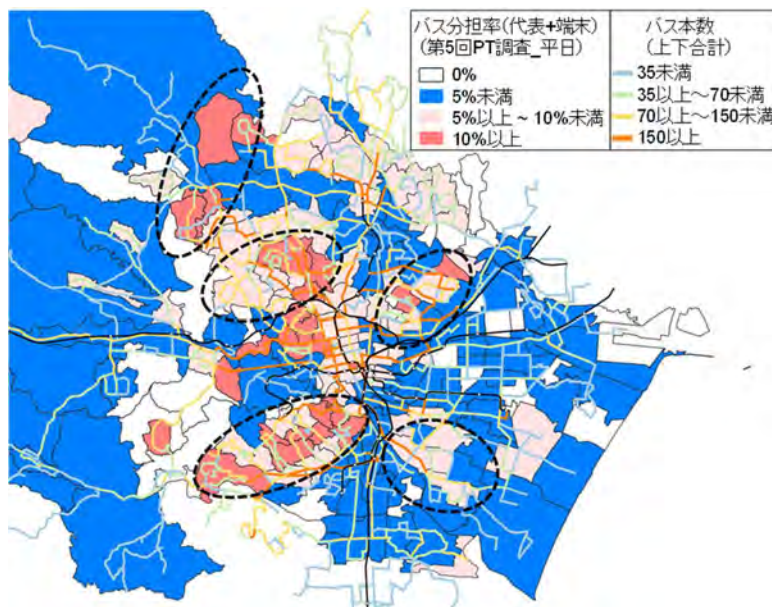 バス分担率(代表+端末)
(第5回PT調査_平日)
0%
5%未満
5%以上 ~ 10%未満
10%以上
バス本数
(上下合計)
35未満
35以上～70未満
70以上～150未満
150以上